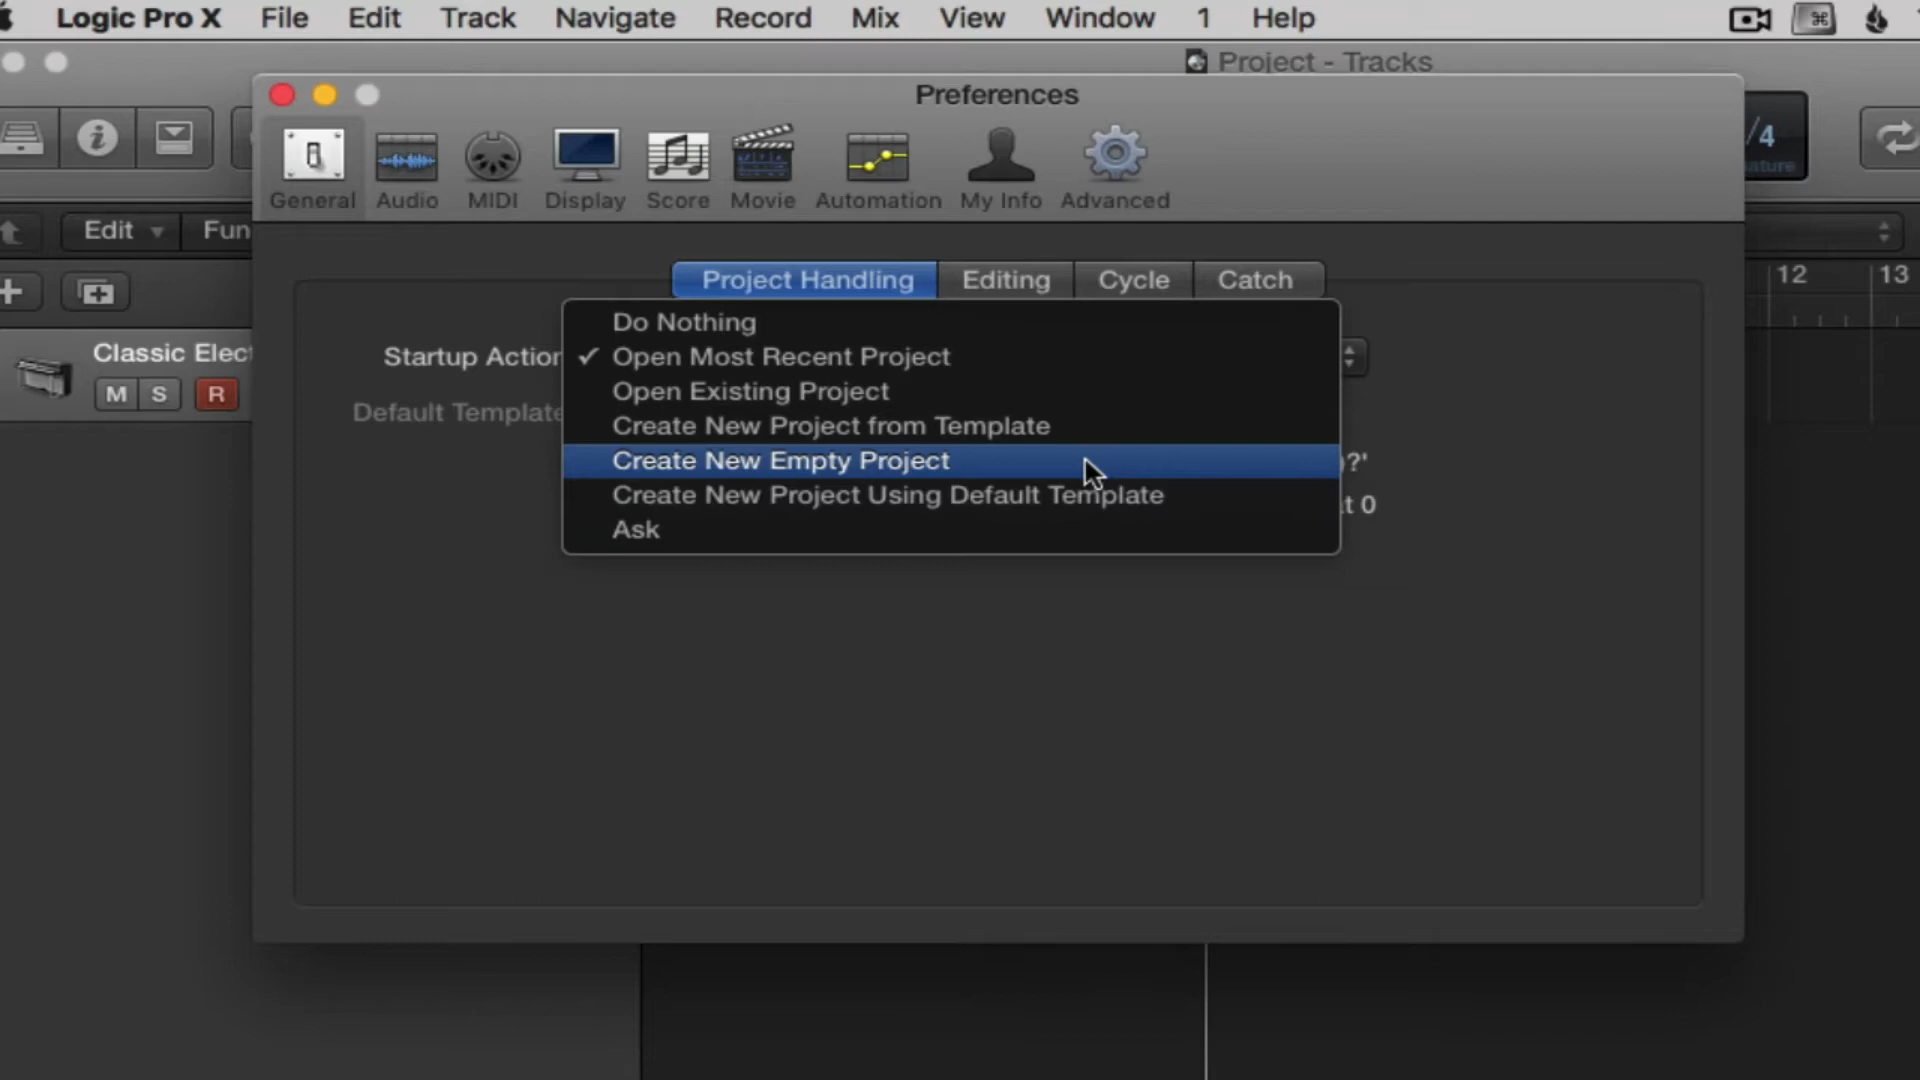 Logic Pro X File Edit Track Navigate Record Mix View Window 1 Help
Project - Tracks
Preferences
/4
General Audio MIDI Display Score Movie Automation My Info Advanced
Edit
Project Handling Editing Cycle Catch
12 13
Do Nothing
Classic Elec
Startup Action
✓ Open Most Recent Project
M S R
Open Existing Project
Default Template
Create New Project from Template
Create New Empty Project
)?'
Create New Project Using Default Template
t 0
Ask